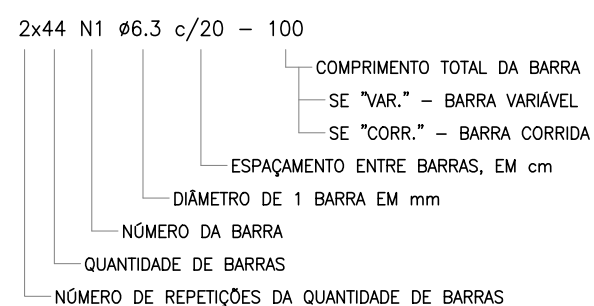 2x44 N1 ø6.3 c/20 – 100
COMPRIMENTO TOTAL DA BARRA
SE "VAR." – BARRA VARIÁVEL
SE "CORR." – BARRA CORRIDA
ESPAÇAMENTO ENTRE BARRAS, EM cm
DIÂMETRO DE 1 BARRA EM mm
NÚMERO DA BARRA
QUANTIDADE DE BARRAS
NÚMERO DE REPETIÇÕES DA QUANTIDADE DE BARRAS